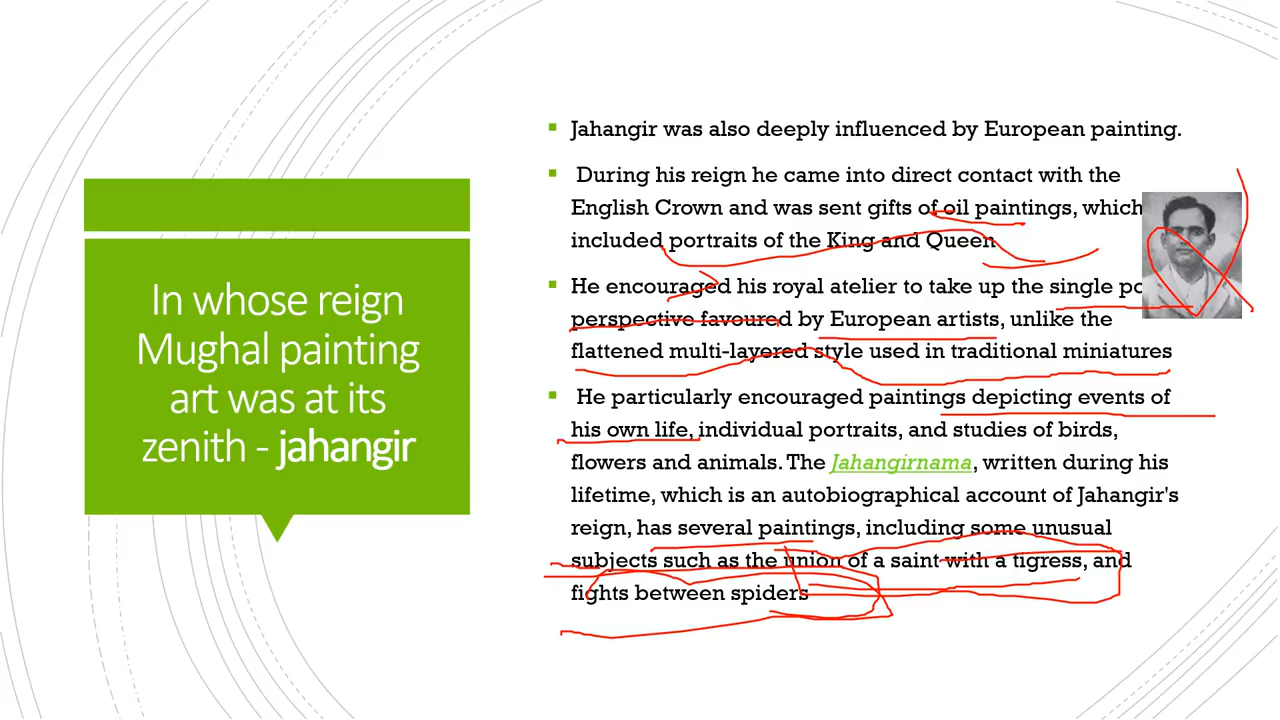 In whose reign
Mughal painting
art was at its
zenith - jahangir
Jahangir was also deeply influenced by European painting.
During his reign he came into direct contact with the
English Crown and was sent gifts of oil paintings, which
included portraits of the King and Queen
He encouraged his royal atelier to take up the single
perspective favoured by European artists, unlike the
flattened multi-layered style used in traditional miniatures
He particularly encouraged paintings depicting events of
his own life, individual portraits, and studies of birds,
flowers and animals. The Jahangirnama, written during his
lifetime, which is an autobiographical account of Jahangir's
reign, has several paintings, including some unusual
subjects such as the union of a saint with a tigress, and
fights between spiders